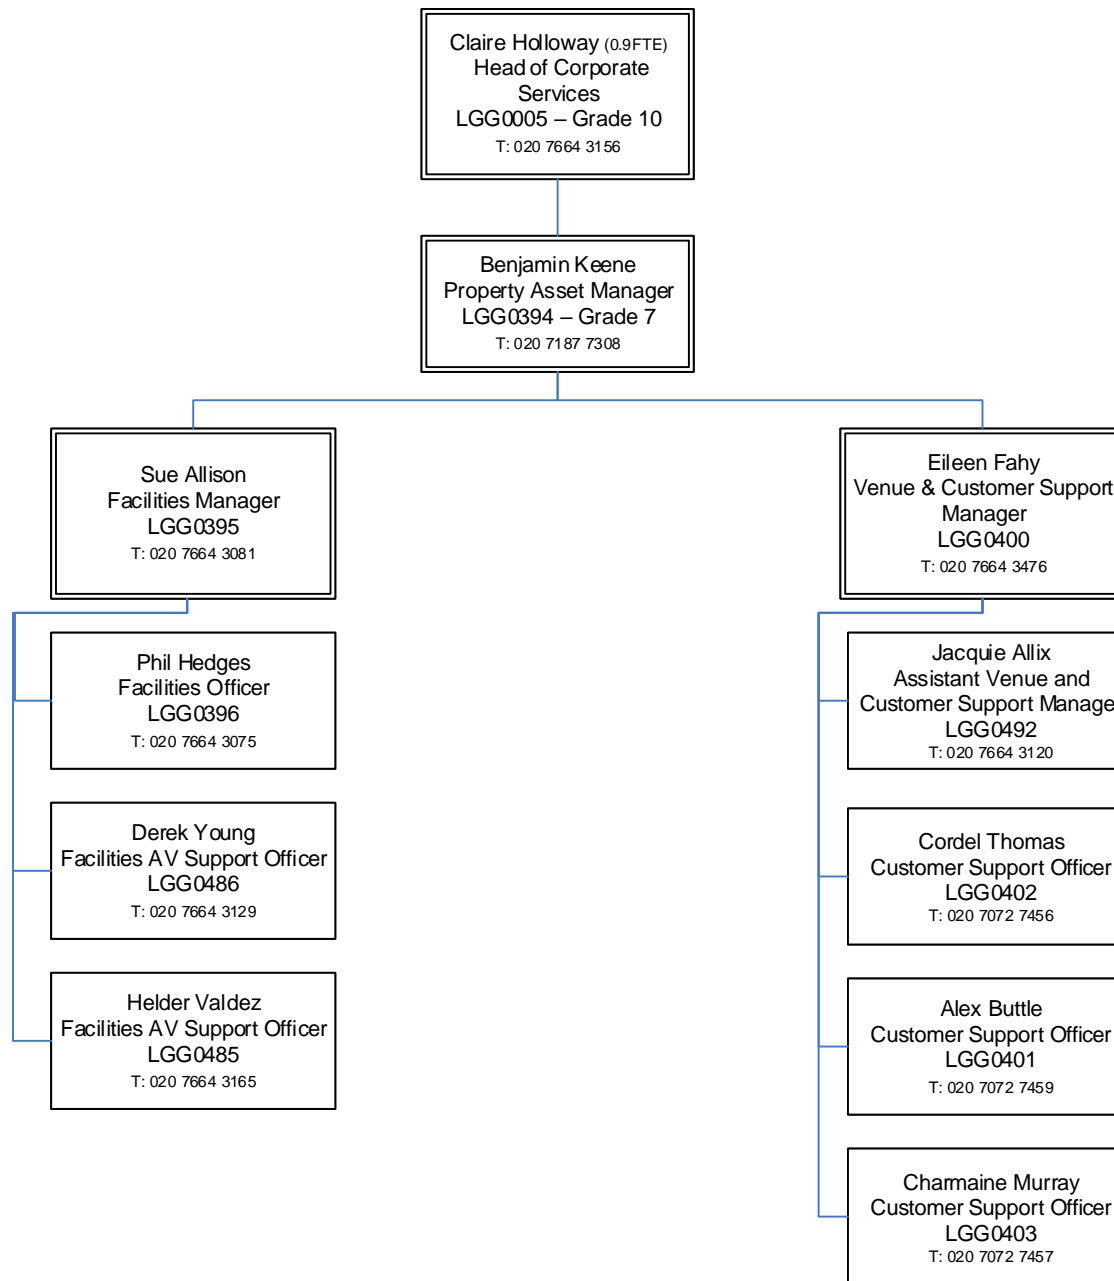 Claire Holloway (0.9FTE)
Head of Corporate
Services
LGG0005 – Grade 10
T: 020 7664 3156
Benjamin Keene
Property Asset Manager
LGG0394 – Grade 7
T: 020 7187 7308
Sue Allison
Facilities Manager
LGG0395
T: 020 7664 3081
Phil Hedges
Facilities Officer
LGG0396
T: 020 7664 3075
Derek Young
Facilities AV Support Officer
LGG0486
T: 020 7664 3129
Helder Valdez
Facilities AV Support Officer
LGG0485
T: 020 7664 3165
Eileen Fahy
Venue & Customer Support
Manager
LGG0400
T: 020 7664 3476
Jacquie Allix
Assistant Venue and
Customer Support Manage
LGG0492
T: 020 7664 3120
Cordel Thomas
Customer Support Officer
LGG0402
T: 020 7072 7456
Alex Buttle
Customer Support Officer
LGG0401
T: 020 7072 7459
Charmaine Murray
Customer Support Officer
LGG0403
T: 020 7072 7457